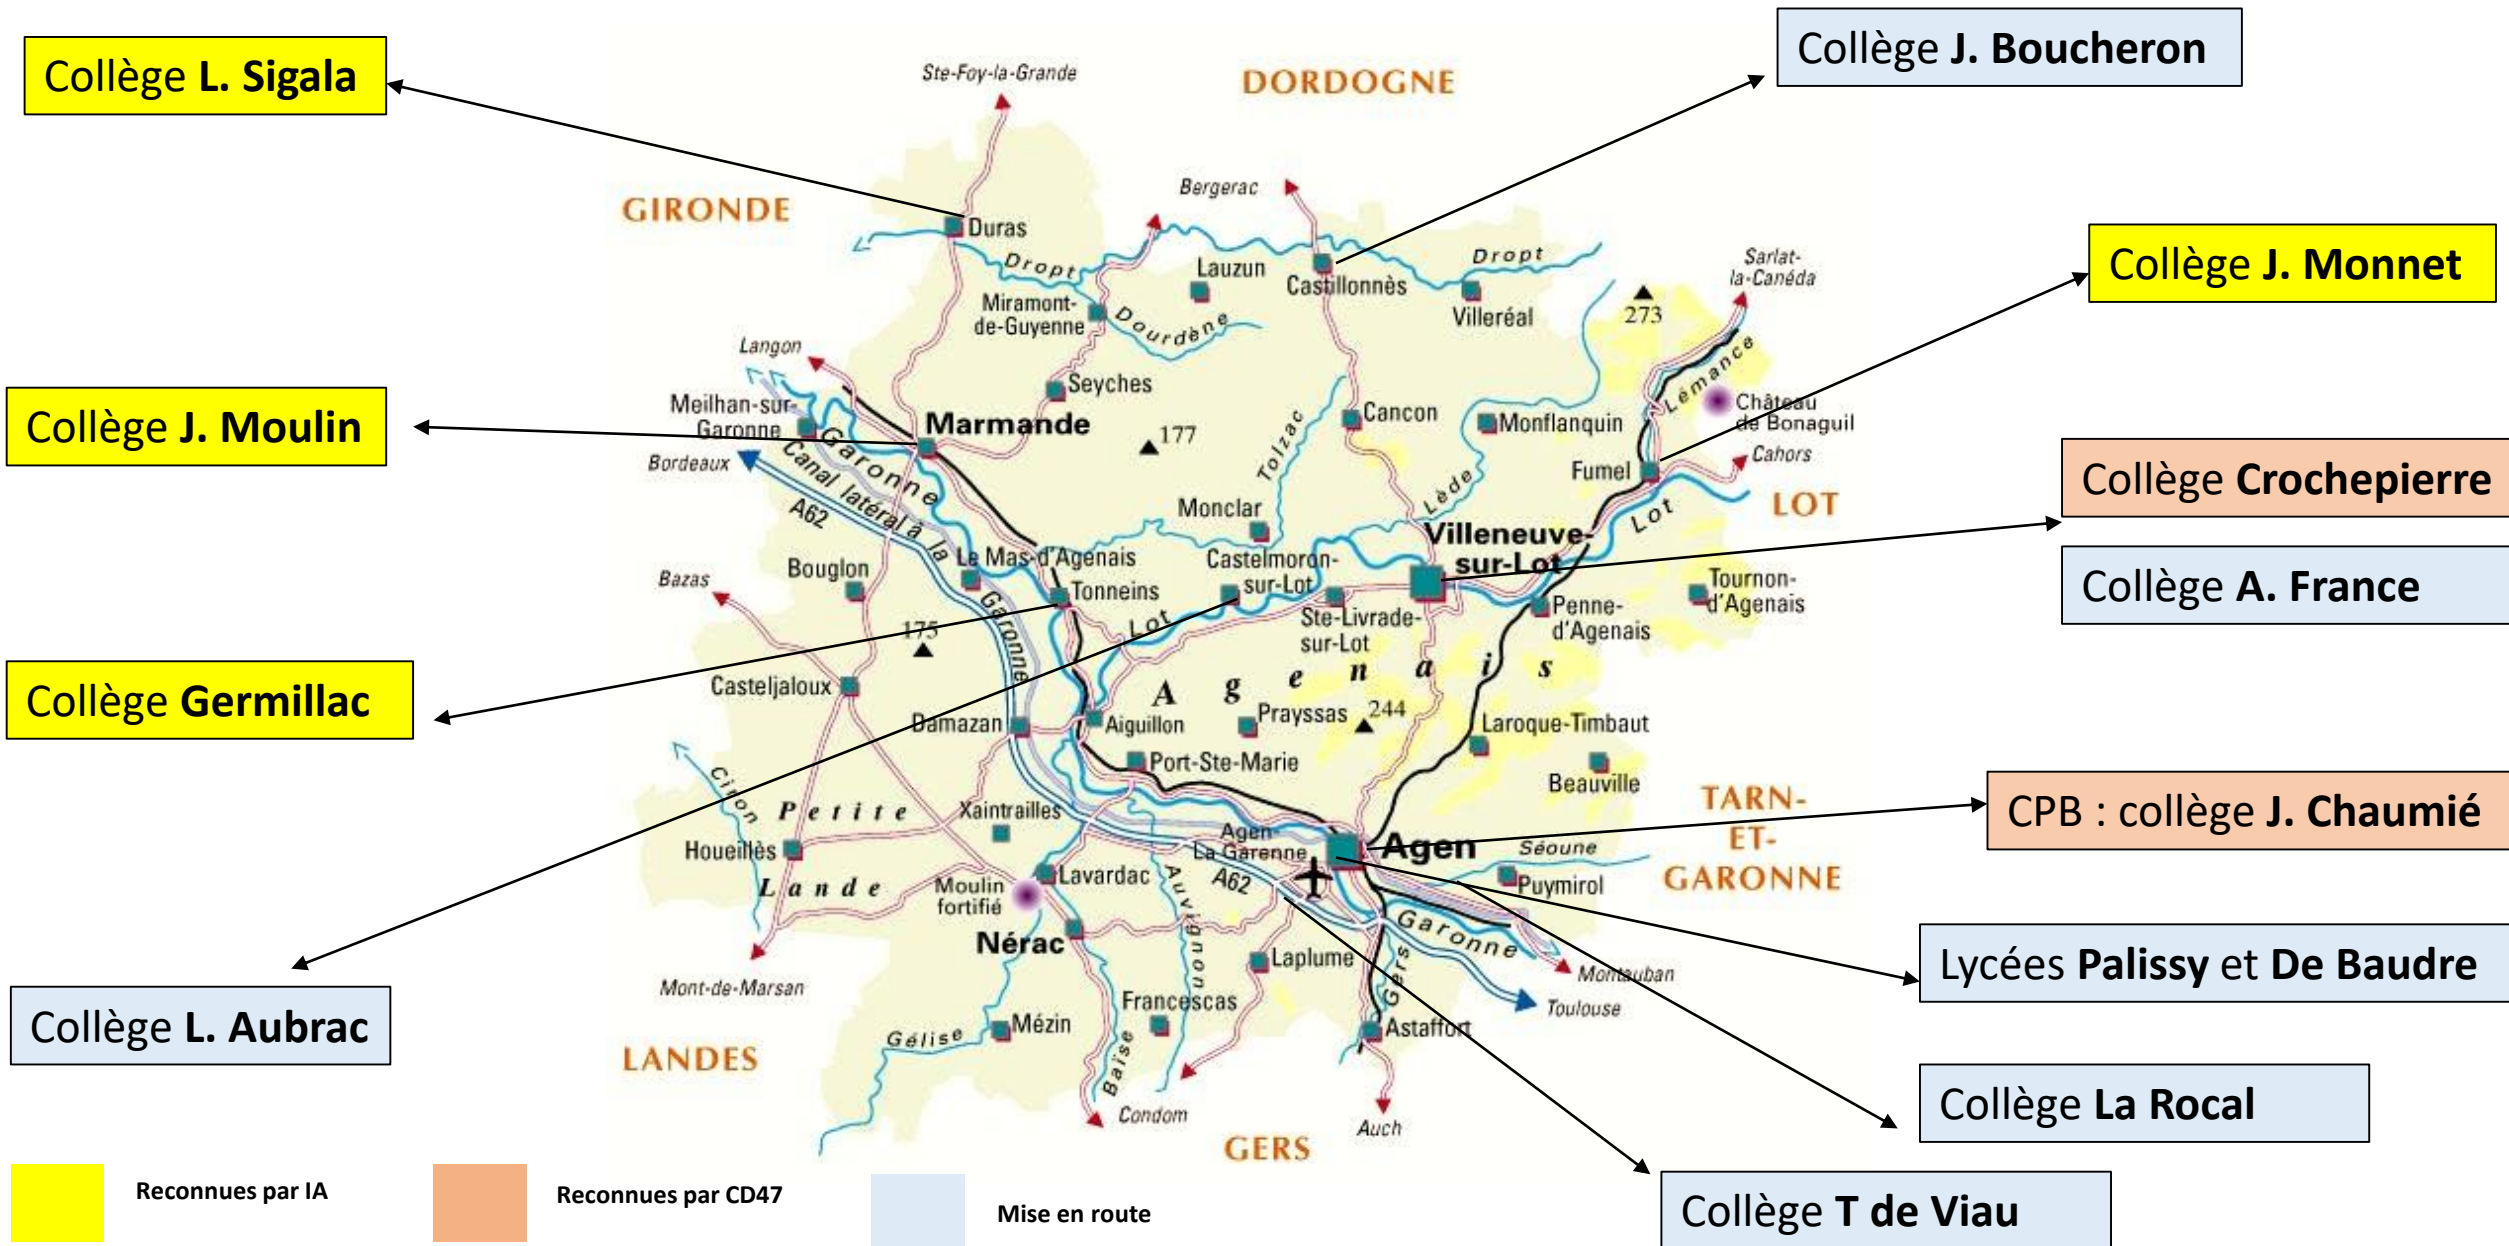 Collège L. Sigala
Collège J. Boucheron
Ste-Foy-la-Grande
DORDOGNE
Bergerac
GIRONDE
Duras
Dropt
Lauzun
Castillonnès
Dropt
Villeréal
Sarlat-
la-Canéda
Collège J. Monnet
Miramont-
de-Guyenne
Dourdène
273
Langon
Lémance
Seyches
Château
de Bonaguil
Meilhan-sur-
Garonne
Collège J. Moulin
Marmande
177
Tolzac
Cancon
Monflanquin
Bordeaux
Garonne
Canal latéral à la
Garonne
A62
Fumel
Cahors
Collège Crochepierre
Lède
Monclar
Lot
LOT
Villeneuve-
sur-Lot
Bazas
Bouglon
Le Mas-d'Agenais
Castelmoron-
sur-Lot
Tonneins
Collège A. France
Tournon-
d'Agenais
Ste-Livrade-
sur-Lot
Penne-
d'Agenais
Lot
175
Collège Germillac
Casteljaloux
Agenais
Damazan
Aiguillon
Prayssas
244
Laroque-Timbaut
Port-Ste-Marie
Beauville
Ciron
Petite
Lande
Xaintrailles
TARN-
ET-
GARONNE
CPB : collège J. Chaumié
Houeillès
Agen-
La Garenne
Agen
Séoune
Puymirol
Moulin
fortifié
Lavardac
A62
Auvignon
Nérac
Laplume
Garonne
Gers
Montauban
Lycées Palissy et De Baudre
Mont-de-Marsan
Francescas
Toulouse
Collège L. Aubrac
Mézin
Gélise
Baïse
Astaffort
LANDES
Condom
Auch
GERS
Collège La Rocal
Reconnues par IA
Reconnues par CD47
Mise en route
Collège T de Viau